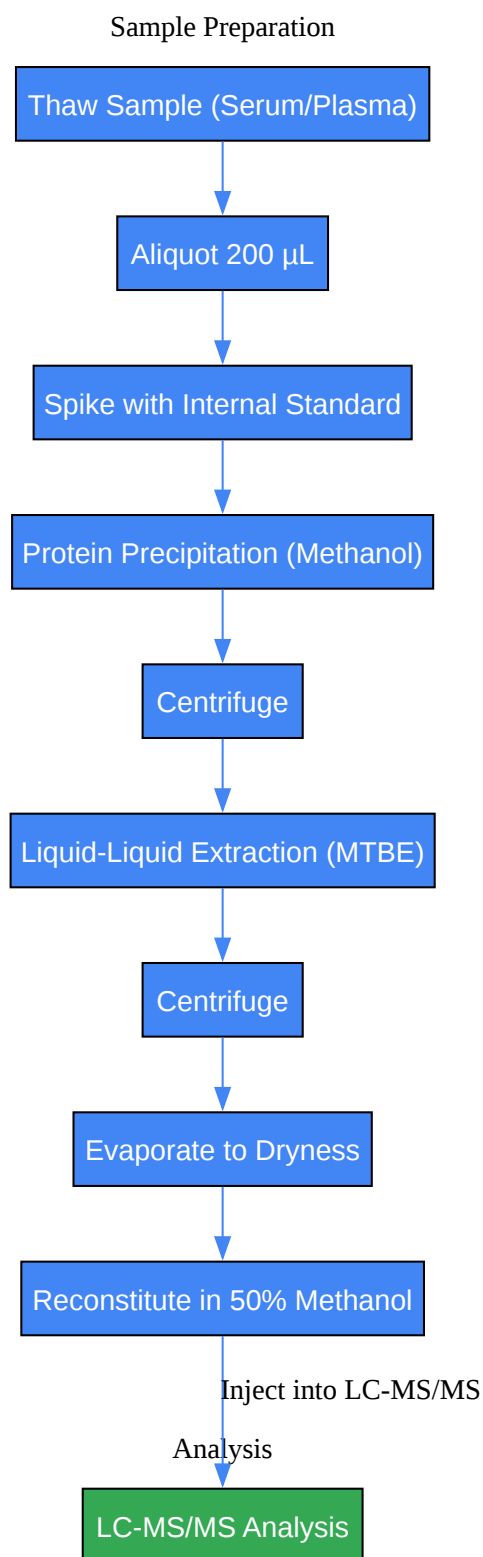 Sample Preparation
Thaw Sample (Serum/Plasma)
Aliquot 200 µL
Spike with Internal Standard
Protein Precipitation (Methanol)
Centrifuge
Liquid-Liquid Extraction (MTBE)
Centrifuge
Evaporate to Dryness
Reconstitute in 50% Methanol
Inject into LC-MS/MS
Analysis
LC-MS/MS Analysis